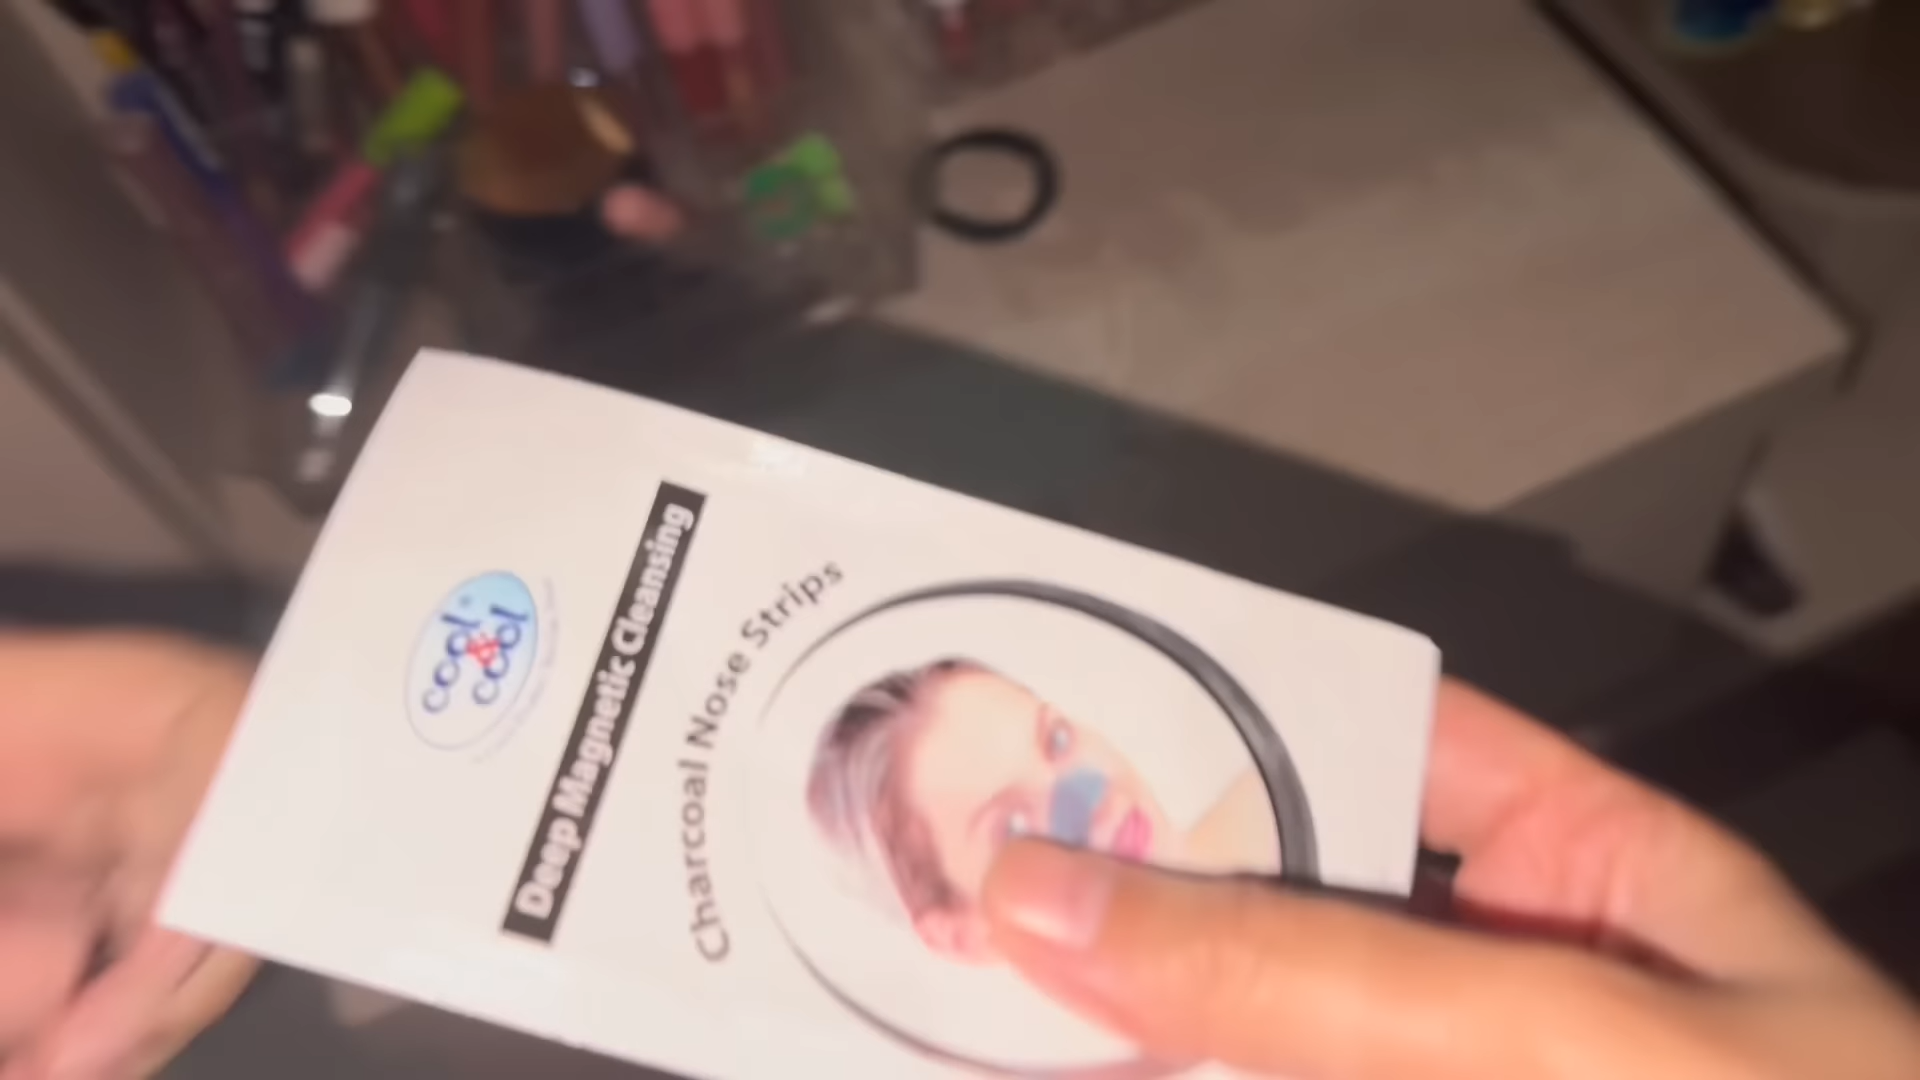 cool
&
cool
Deep Magnetic Cleansing
Charcoal Nose Strips